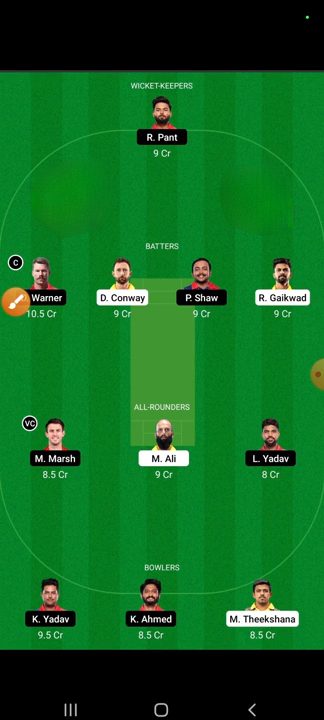 WICKET-KEEPERS
R. Pant
9 Cr
BATTERS
C
Warner
D. Conway
P. Shaw
R. Gaikwad
10.5 Cr
9 Cr
9 Cr
9 Cr
ALL-ROUNDERS
VC
M. Marsh
M. Ali
L. Yadav
8.5 Cr
9 Cr
8 Cr
BOWLERS
K. Yadav
K. Ahmed
M. Theekshana
9.5 Cr
8.5 Cr
8.5 Cr